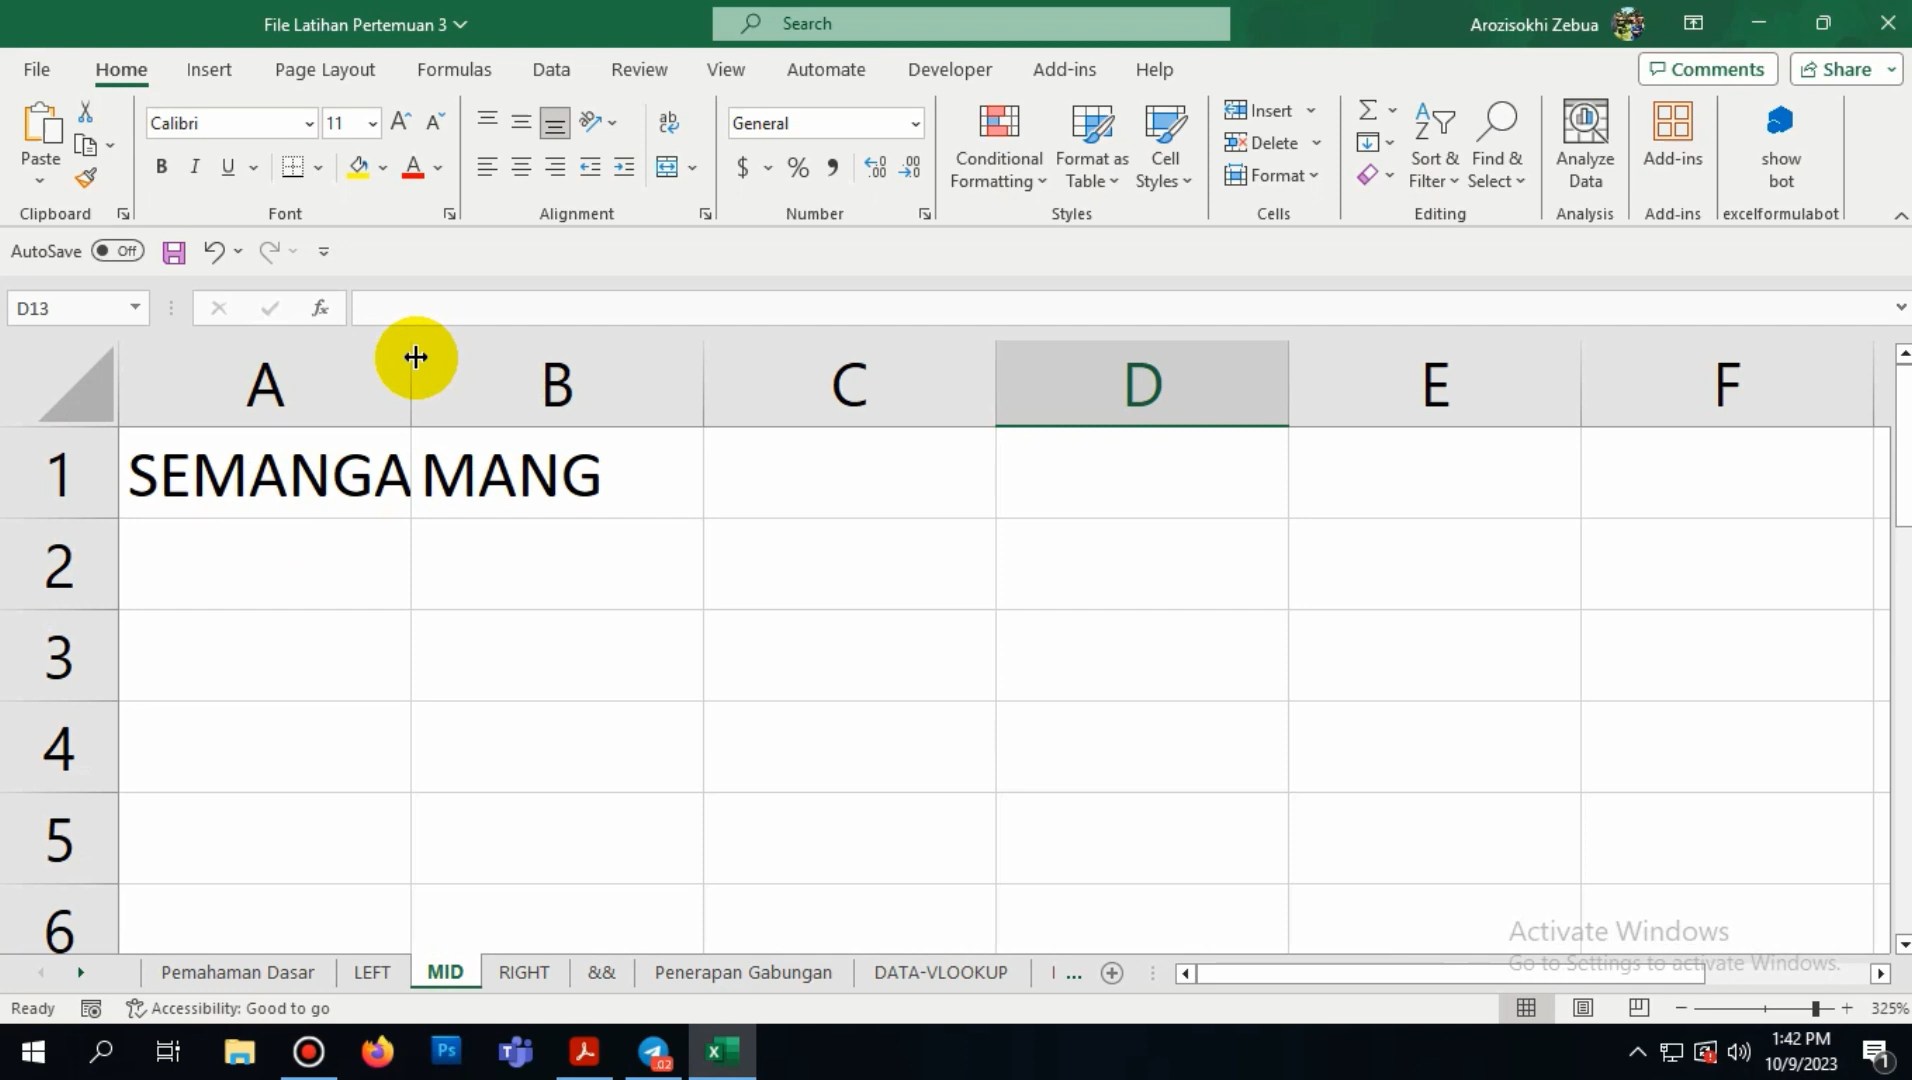 File Latihan Pertemuan 3
Search
Arozisokhi Zebua
File Home Insert Page Layout Formulas Data Review View Automate Developer Add-ins Help
Comments Share
Paste
Calibri 11
B I U A
ab
General
$ %
Conditional Formatting
Format as Table
Cell Styles
Insert
Delete
Format
Sort & Filter
Find & Select
Analyze Data
Add-ins
show bot
Clipboard Font Alignment Number Styles Cells Editing Analysis Add-ins excelformulabot
AutoSave Off
D13 fx
A B C D E F
1 SEMANGA MANG
2
3
4
5
6
Activate Windows
Go to Settings to activate Windows.
Pemahaman Dasar LEFT MID RIGHT && Penerapan Gabungan DATA-VLOOKUP ...
Ready Accessibility: Good to go 325%
Ps
.02
1:42 PM
10/9/2023
1